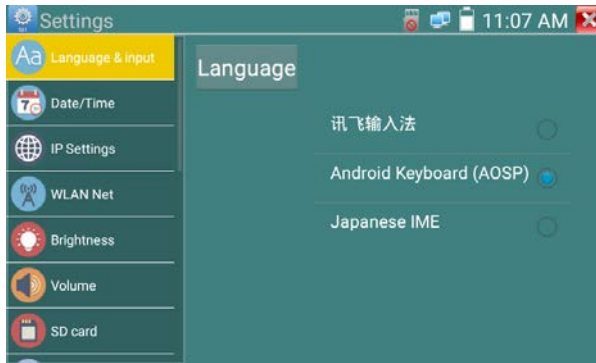 Settings
11:07 AM
Language & input
Date/Time
IP Settings
WLAN Net
Brightness
Volume
SD card
Language
讯飞输入法
Android Keyboard (AOSP)
Japanese IME